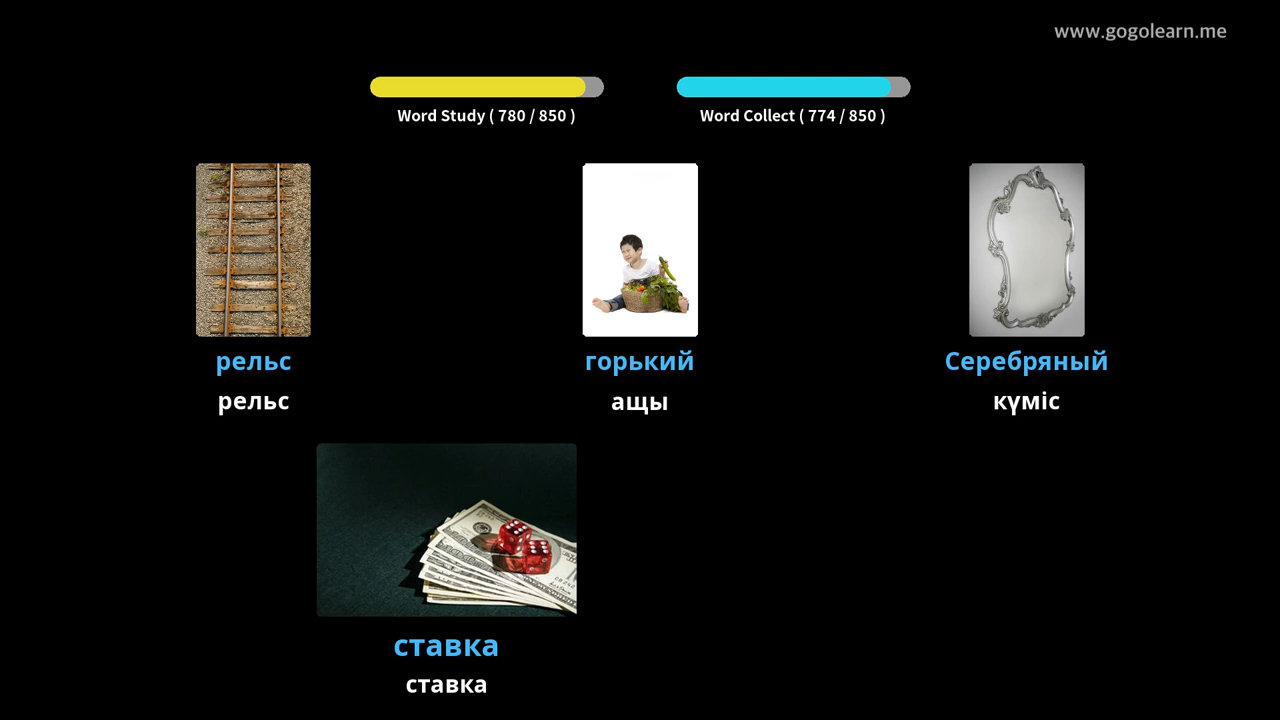 www.gogolearn.me
Word Study ( 780 / 850 )
Word Collect ( 774 / 850 )
рельс
горький
Серебряный
рельс
ащы
күміс
ставка
ставка